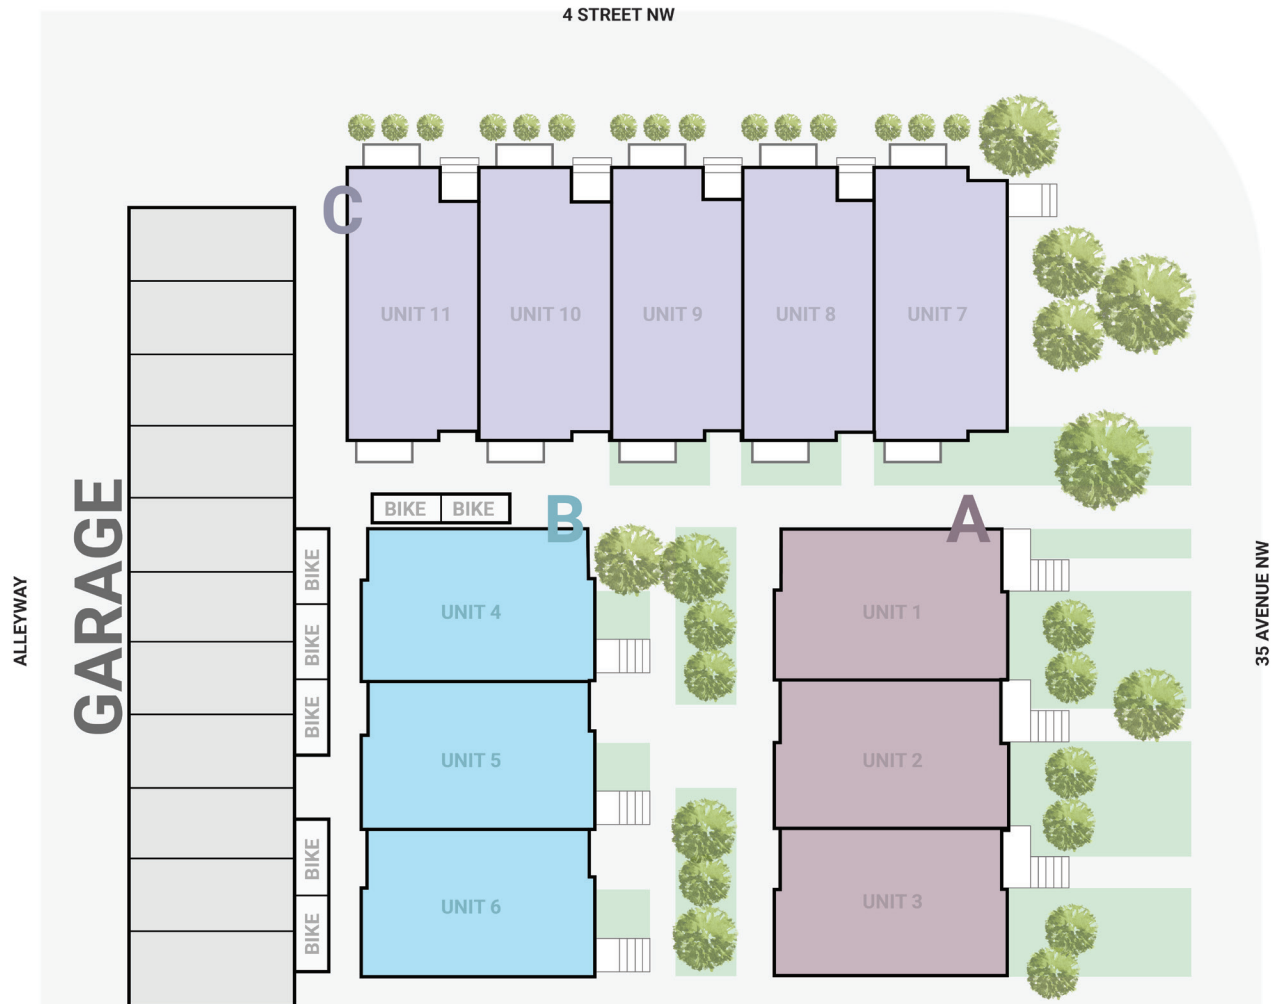 4 STREET NW
C
UNIT 11
UNIT 10
UNIT 9
UNIT 8
UNIT 7
GARAGE
ALLEYWAY
35 AVENUE NW
BIKE
BIKE
B
A
BIKE
BIKE
BIKE
BIKE
BIKE
UNIT 4
UNIT 5
UNIT 6
UNIT 1
UNIT 2
UNIT 3